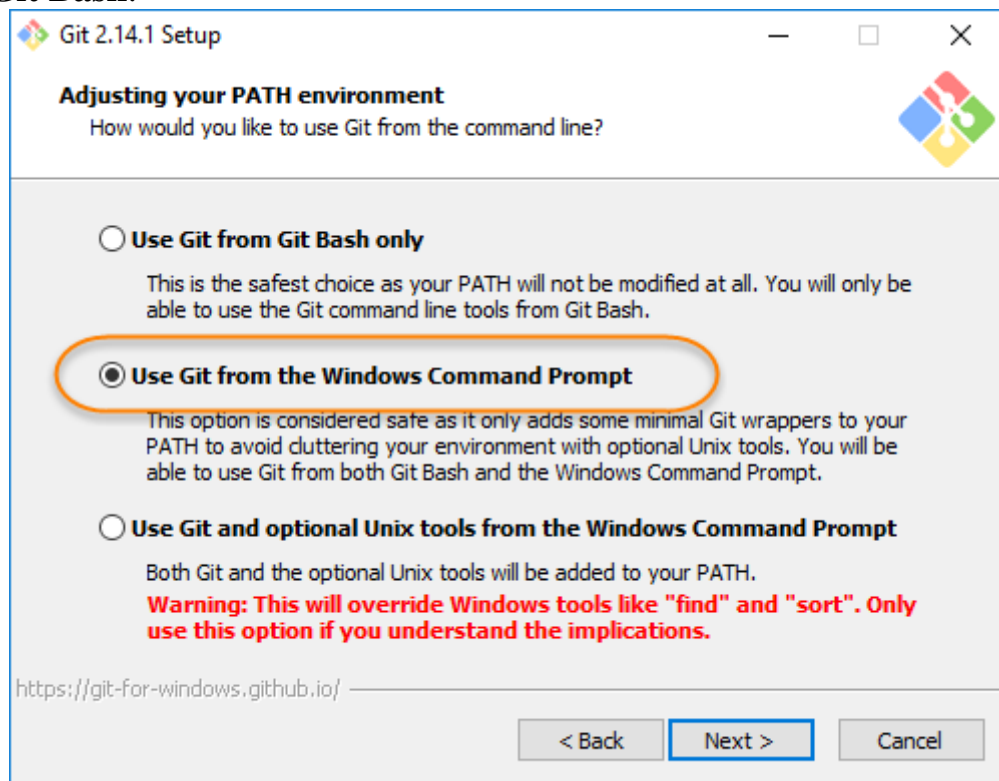 Git Bash.
Git 2.14.1 Setup
Adjusting your PATH environment
How would you like to use Git from the command line?
Use Git from Git Bash only
This is the safest choice as your PATH will not be modified at all. You will only be
able to use the Git command line tools from Git Bash.
Use Git from the Windows Command Prompt
This option is considered safe as it only adds some minimal Git wrappers to your
PATH to avoid cluttering your environment with optional Unix tools. You will be
able to use Git from both Git Bash and the Windows Command Prompt.
Use Git and optional Unix tools from the Windows Command Prompt
Both Git and the optional Unix tools will be added to your PATH.
Warning: This will override Windows tools like "find" and "sort". Only
use this option if you understand the implications.
https://git-for-windows.github.io/
< Back Next > Cancel